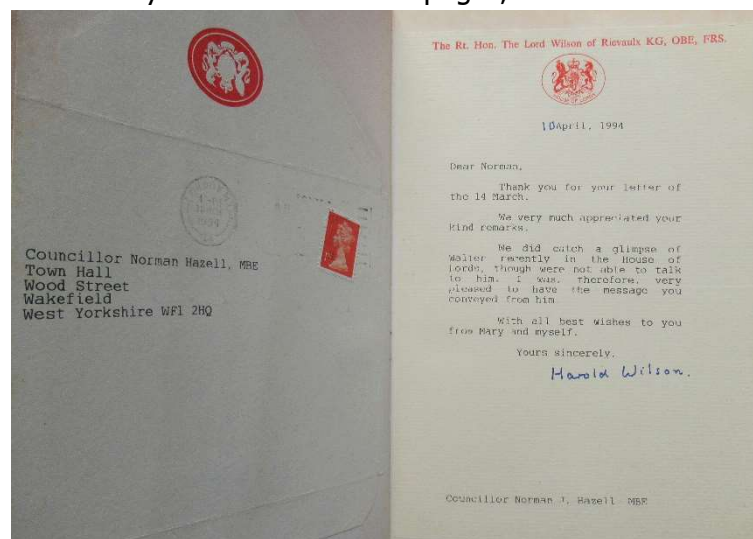 Councillor Norman Hazell, MBE
Town Hall
Wood Street
Wakefield
West Yorkshire WF1 2HQ
The Rt. Hon. The Lord Wilson of Rievaulx KG, OBE, FRS.
HOUSE OF LORDS
10 April, 1994
Dear Norman,
Thank you for your letter of
the 14 March.
We very much appreciated your
kind remarks.
We did catch a glimpse of
Walter recently in the House of
Lords, though were not able to talk
to him. I was, therefore, very
pleased to have the message you
conveyed from him.
With all best wishes to you
from Mary and myself.
Yours sincerely,
Harold Wilson.
Councillor Norman J. Hazell MBE